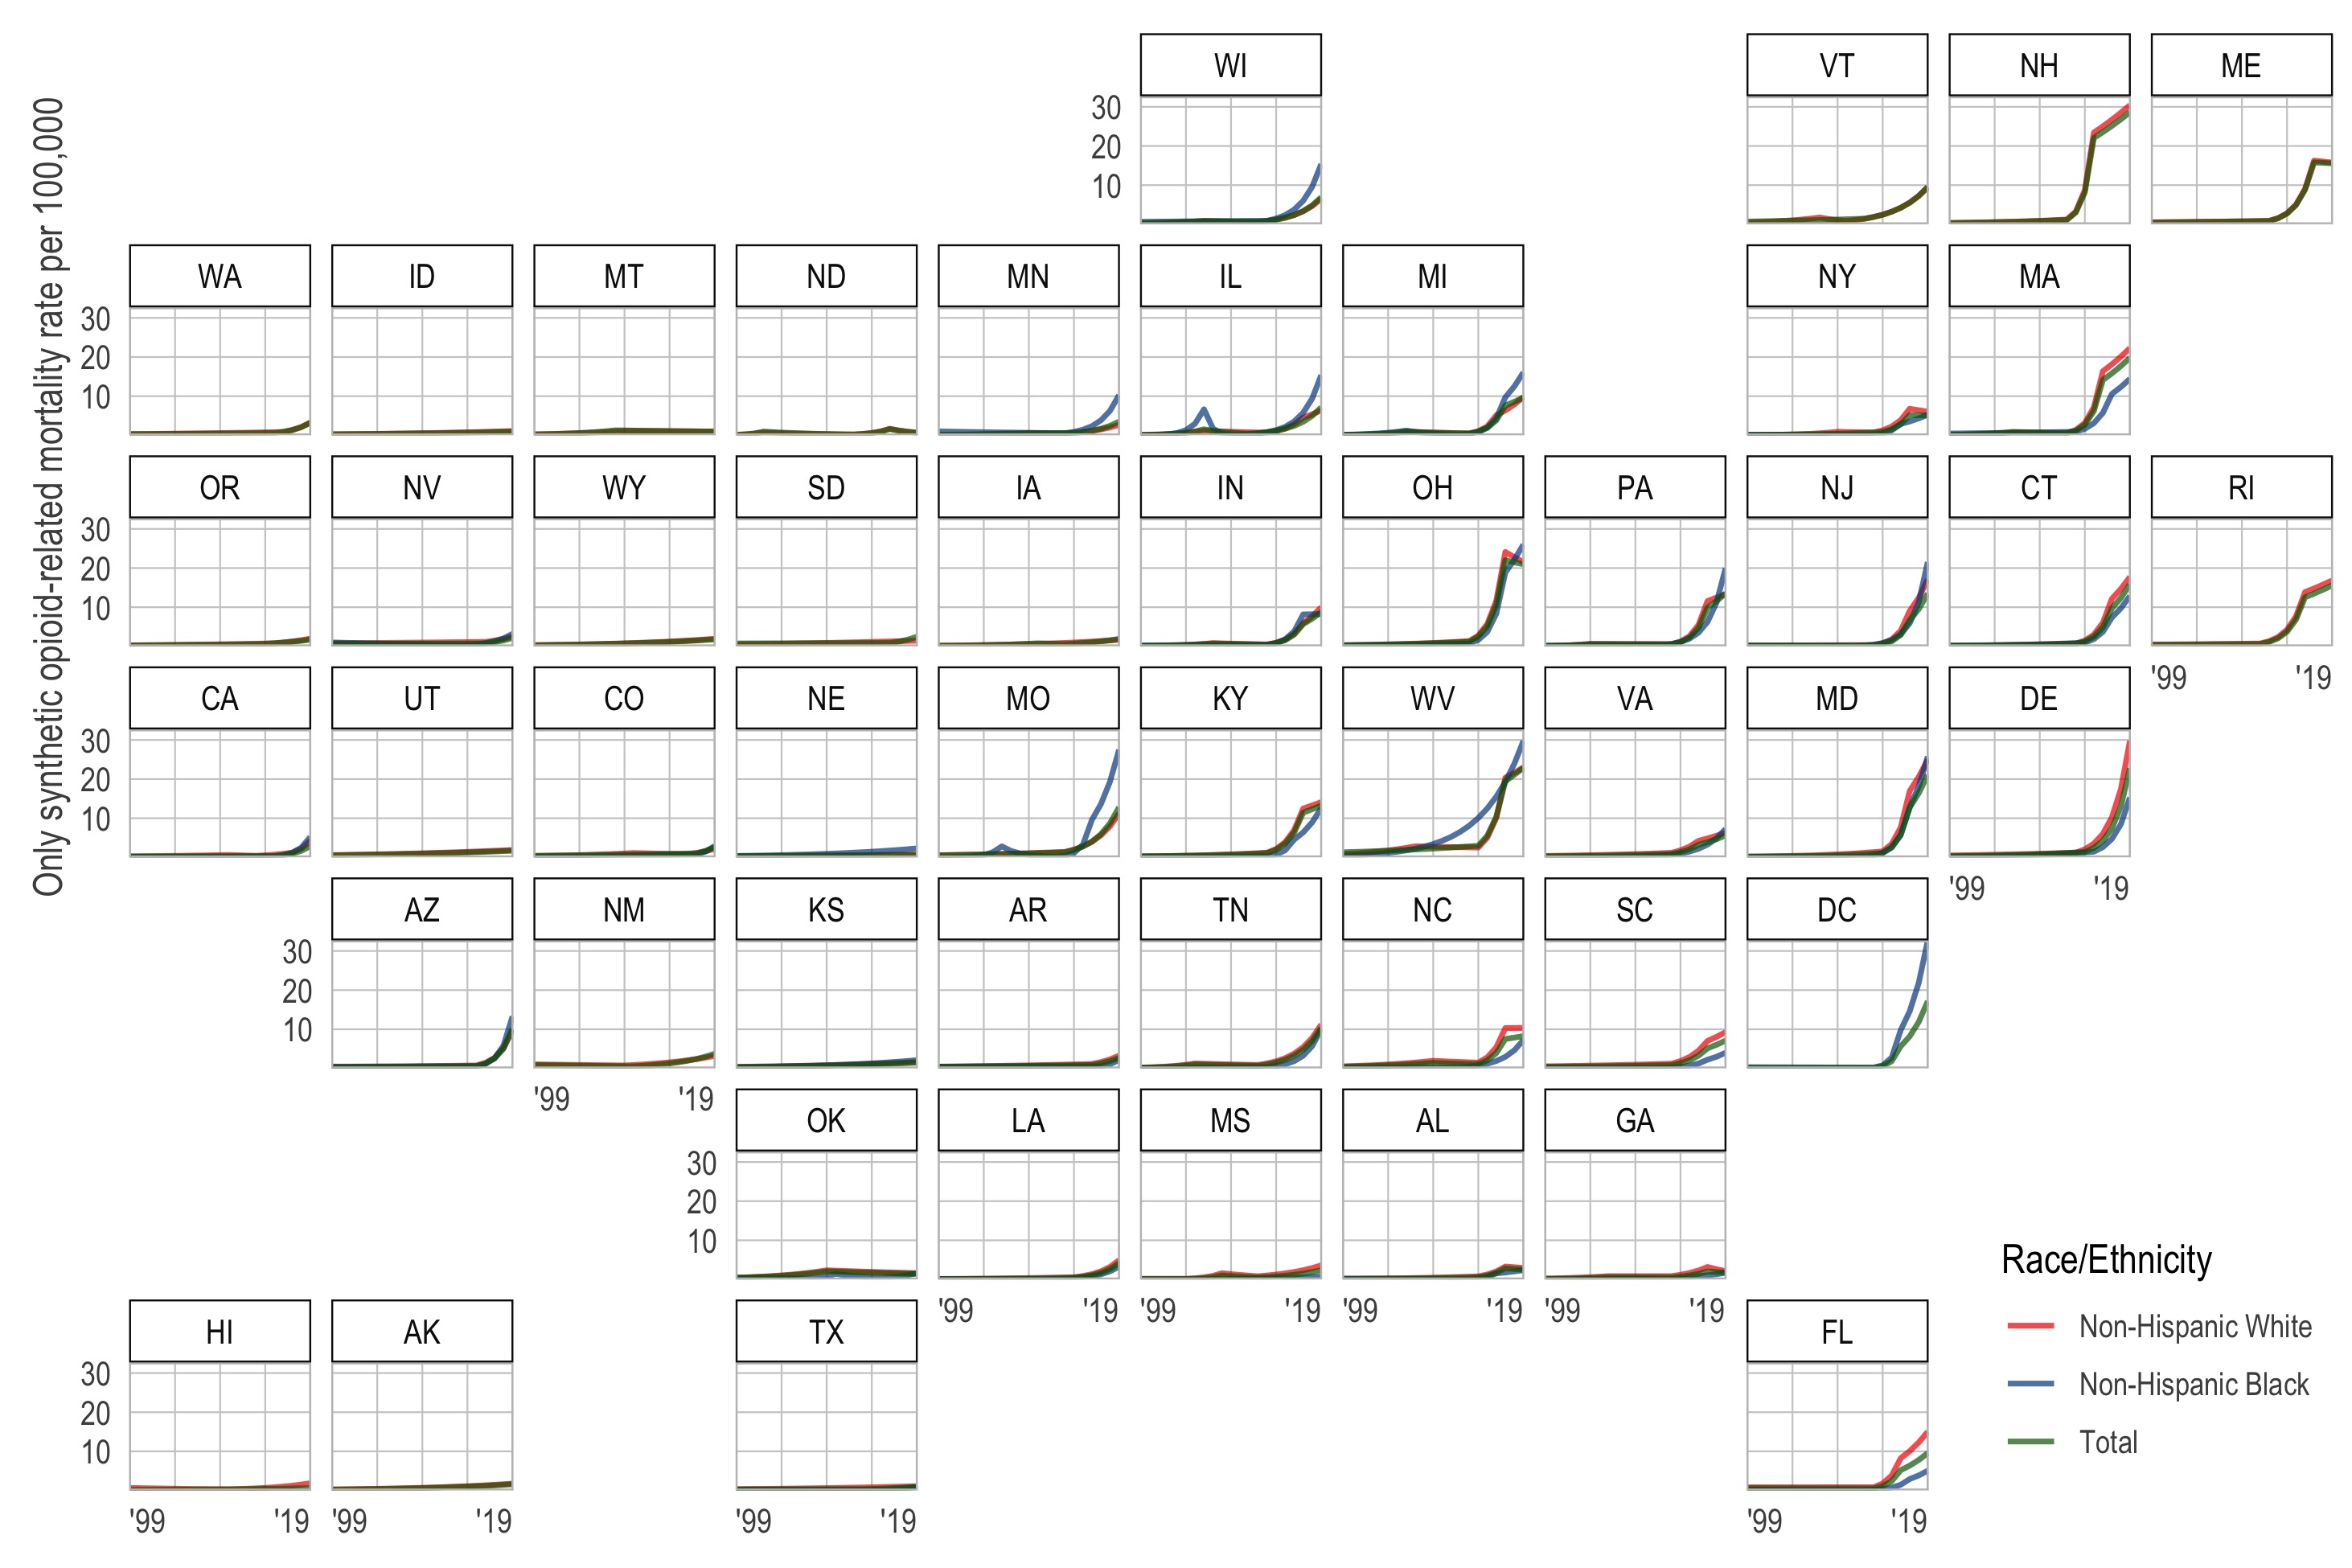 Only synthetic opioid-related mortality rate per 100,000
WI VT NH ME
30
20
10
WA ID MT ND MN IL MI NY MA
30
20
10
OR NV WY SD IA IN OH PA NJ CT RI
30
20
10
'99 '19
CA UT CO NE MO KY WV VA MD DE
30
20
10
'99 '19
AZ NM KS AR TN NC SC DC
30
20
10
'99 '19
OK LA MS AL GA
30
20
10
'99 '19 '99 '19 '99 '19 '99 '19
HI AK TX FL
30
20
10
'99 '19 '99 '19 '99 '19 '99 '19
Race/Ethnicity
Non-Hispanic White
Non-Hispanic Black
Total